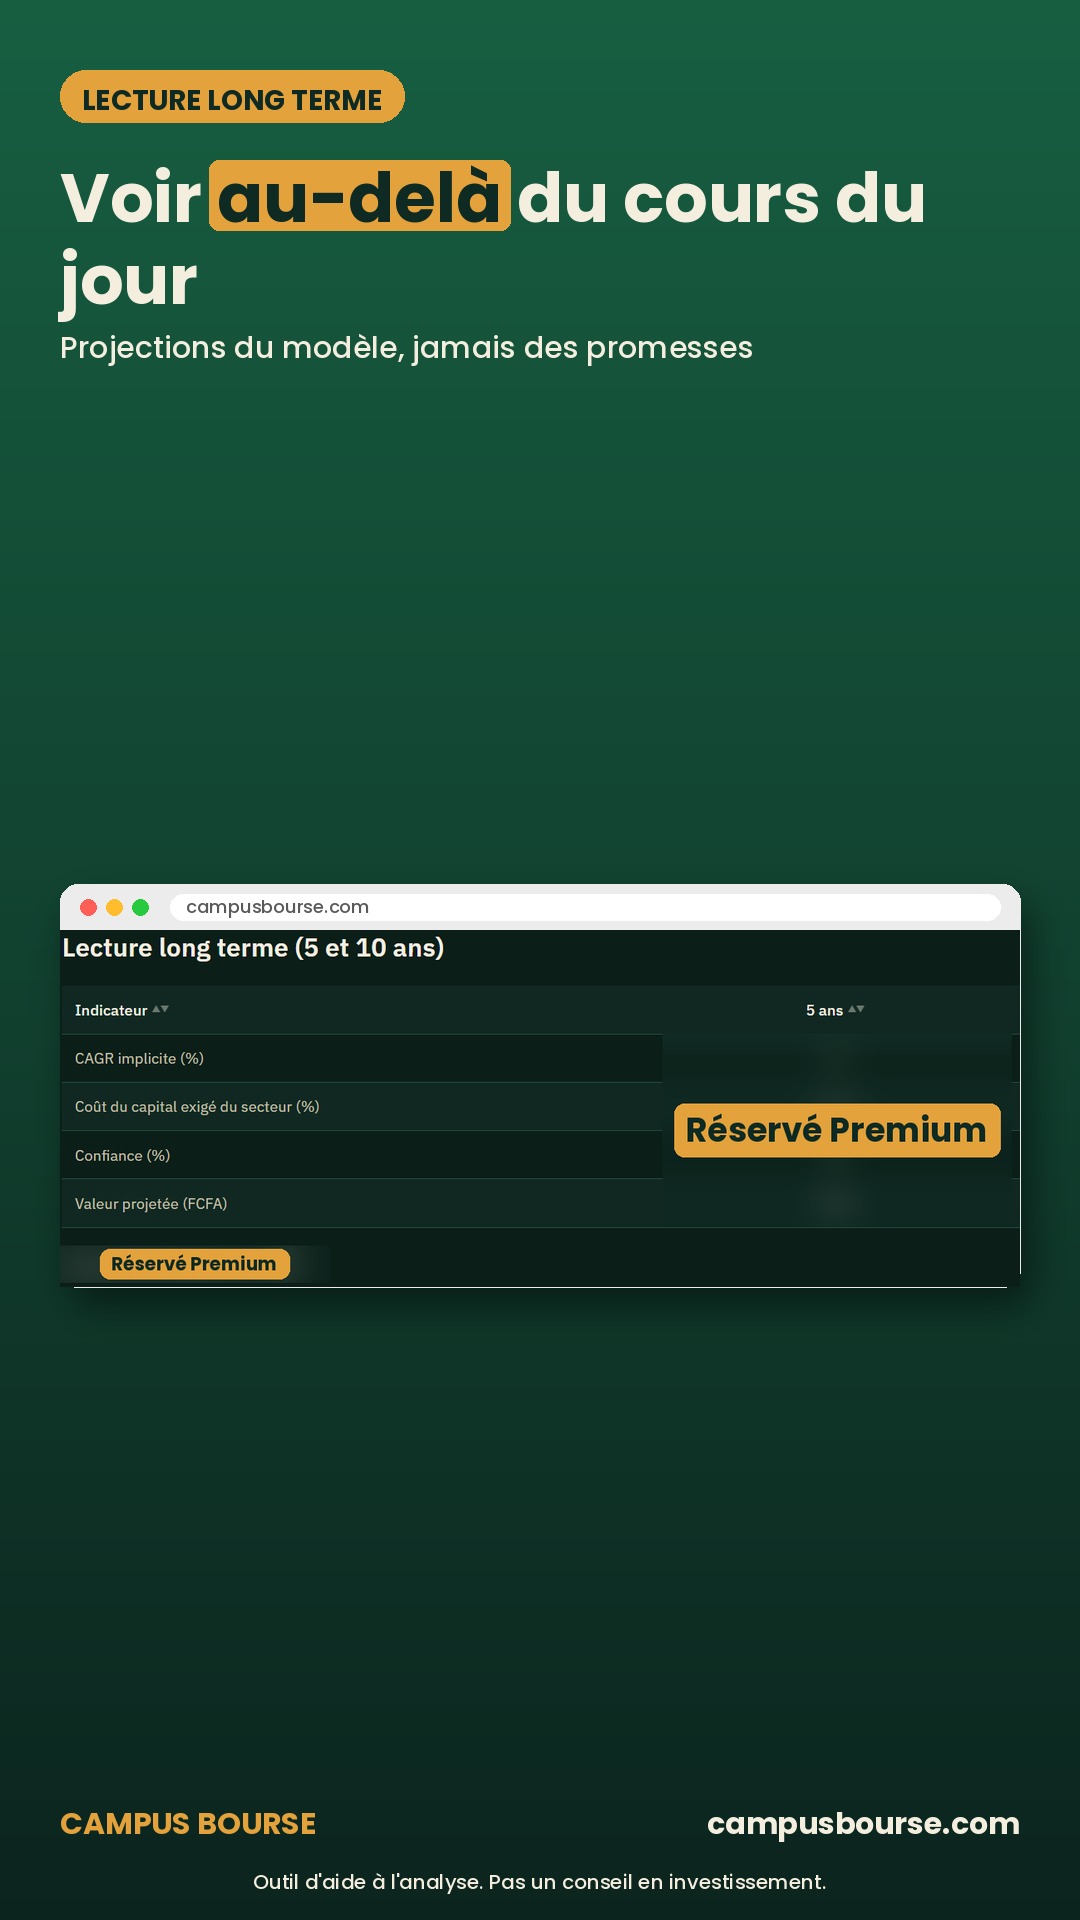 LECTURE LONG TERME
Voir au-delà du cours du
jour
Projections du modèle, jamais des promesses
campusbourse.com
Lecture long terme (5 et 10 ans)
Indicateur ▲▼ 5 ans ▲▼
CAGR implicite (%)
Coût du capital exigé du secteur (%)
Réservé Premium
Confiance (%)
Valeur projetée (FCFA)
Réservé Premium
CAMPUS BOURSE campusbourse.com
Outil d'aide à l'analyse. Pas un conseil en investissement.